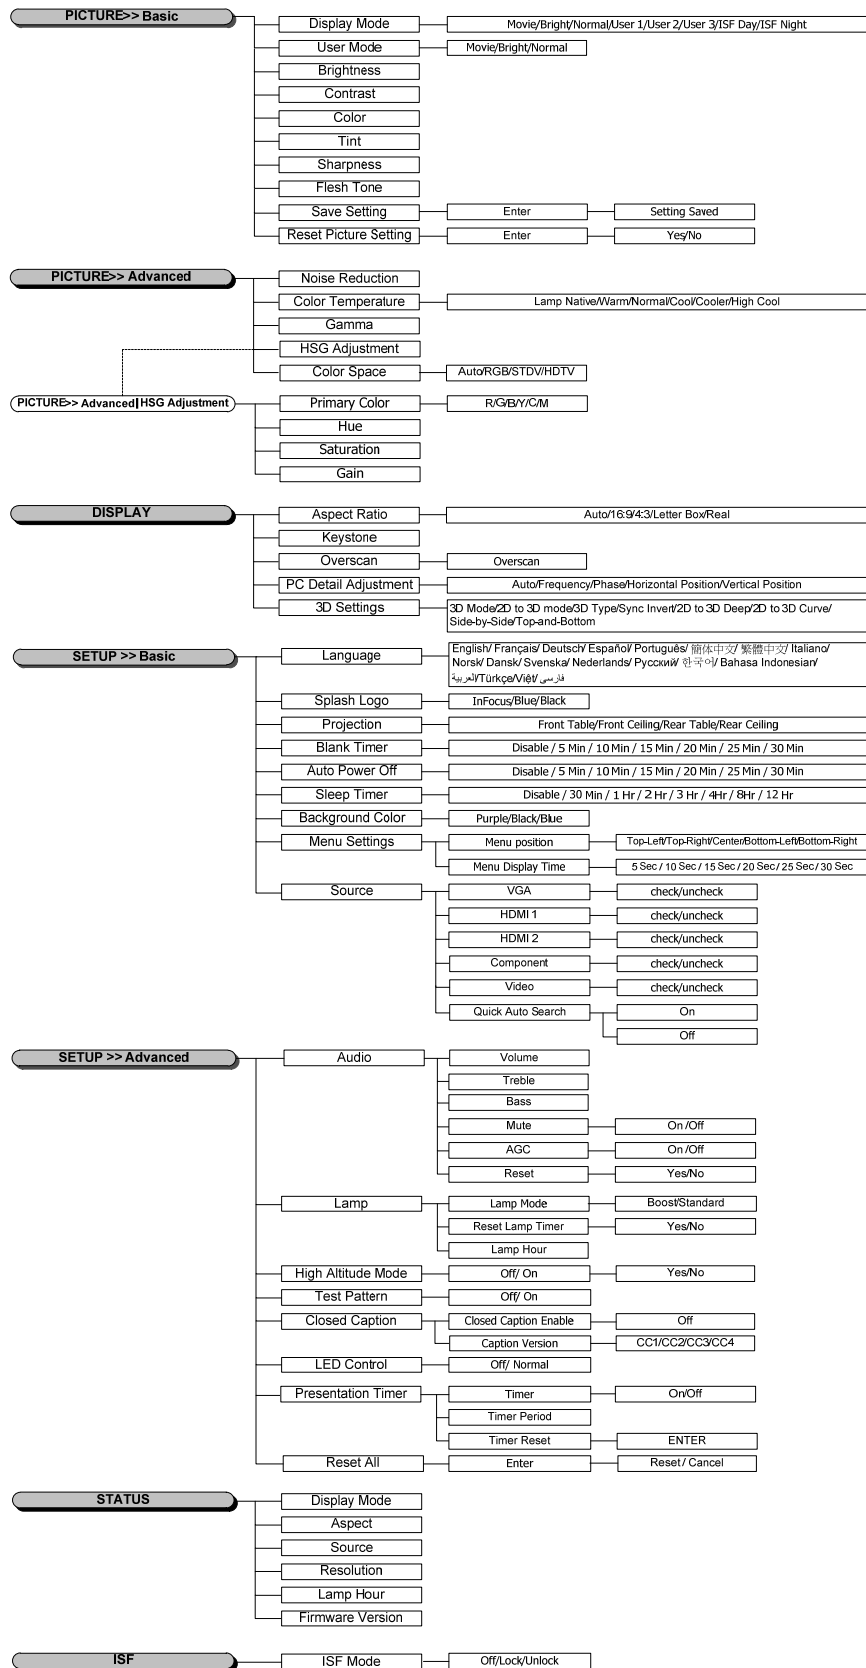 PICTURE>> Basic
Display Mode
Movie/Bright/Normal/User 1/User 2/User 3/ISF Day/ISF Night
User Mode
Movie/Bright/Normal
Brightness
Contrast
Color
Tint
Sharpness
Flesh Tone
Save Setting
Enter
Setting Saved
Reset Picture Setting
Enter
Yes/No
PICTURE>> Advanced
Noise Reduction
Color Temperature
Lamp Native/Warm/Normal/Cool/Cooler/High Cool
Gamma
HSG Adjustment
Color Space
Auto/RGB/STDV/HDTV
PICTURE>> Advanced|HSG Adjustment
Primary Color
R/G/B/Y/C/M
Hue
Saturation
Gain
DISPLAY
Aspect Ratio
Auto/16:9/4:3/Letter Box/Real
Keystone
Overscan
Overscan
PC Detail Adjustment
Auto/Frequency/Phase/Horizontal Position/Vertical Position
3D Settings
3D Mode/2D to 3D mode/3D Type/Sync Invert/2D to 3D Deep/2D to 3D Curve/
Side-by-Side/Top-and-Bottom
SETUP >> Basic
Language
English/ Français/ Deutsch/ Español/ Português/ 简体中文/ 繁體中文/ Italiano/
Norsk/ Dansk/ Svenska/ Nederlands/ Русский/ 한국어/ Bahasa Indonesian/
العربية/Türkçe/Việt/ فارسی
Splash Logo
InFocus/Blue/Black
Projection
Front Table/Front Ceiling/Rear Table/Rear Ceiling
Blank Timer
Disable / 5 Min / 10 Min / 15 Min / 20 Min / 25 Min / 30 Min
Auto Power Off
Disable / 5 Min / 10 Min / 15 Min / 20 Min / 25 Min / 30 Min
Sleep Timer
Disable / 30 Min / 1 Hr / 2 Hr / 3 Hr / 4Hr / 8Hr / 12 Hr
Background Color
Purple/Black/Blue
Menu Settings
Menu position
Top-Left/Top-Right/Center/Bottom-Left/Bottom-Right
Menu Display Time
5 Sec / 10 Sec / 15 Sec / 20 Sec / 25 Sec / 30 Sec
Source
VGA
check/uncheck
HDMI 1
check/uncheck
HDMI 2
check/uncheck
Component
check/uncheck
Video
check/uncheck
Quick Auto Search
On
Off
SETUP >> Advanced
Audio
Volume
Treble
Bass
Mute
On /Off
AGC
On /Off
Reset
Yes/No
Lamp
Lamp Mode
Boost/Standard
Reset Lamp Timer
Yes/No
Lamp Hour
High Altitude Mode
Off/ On
Yes/No
Test Pattern
Off/ On
Closed Caption
Closed Caption Enable
Off
Caption Version
CC1/CC2/CC3/CC4
LED Control
Off/ Normal
Presentation Timer
Timer
On/Off
Timer Period
Timer Reset
ENTER
Reset All
Enter
Reset / Cancel
STATUS
Display Mode
Aspect
Source
Resolution
Lamp Hour
Firmware Version
ISF
ISF Mode
Off/Lock/Unlock